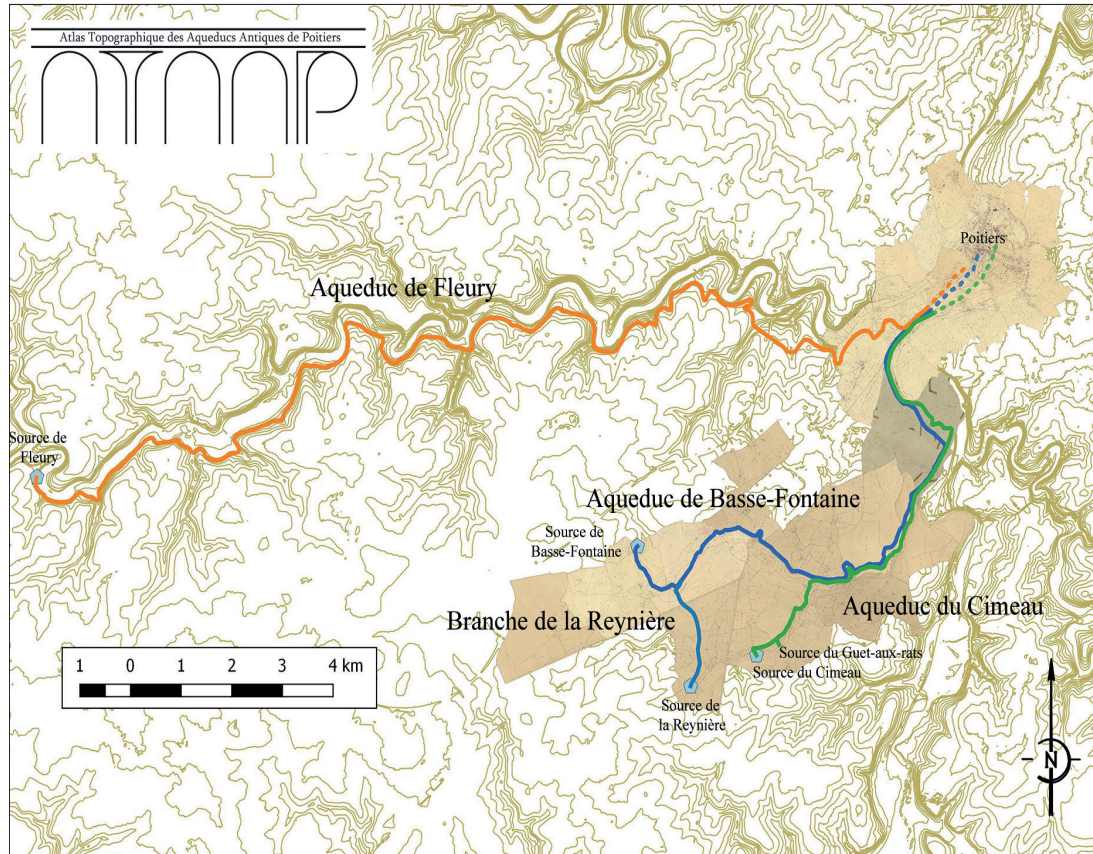 Atlas Topographique des Aqueducs Antiques de Poitiers
ATAAAP
Poitiers
Aqueduc de Fleury
Source de
Fleury
Aqueduc de Basse-Fontaine
Source de
Basse-Fontaine
Branche de la Reynière
Aqueduc du Cimeau
Source du Guet-aux-rats
Source du Cimeau
Source de
la Reynière
1 0 1 2 3 4 km
N